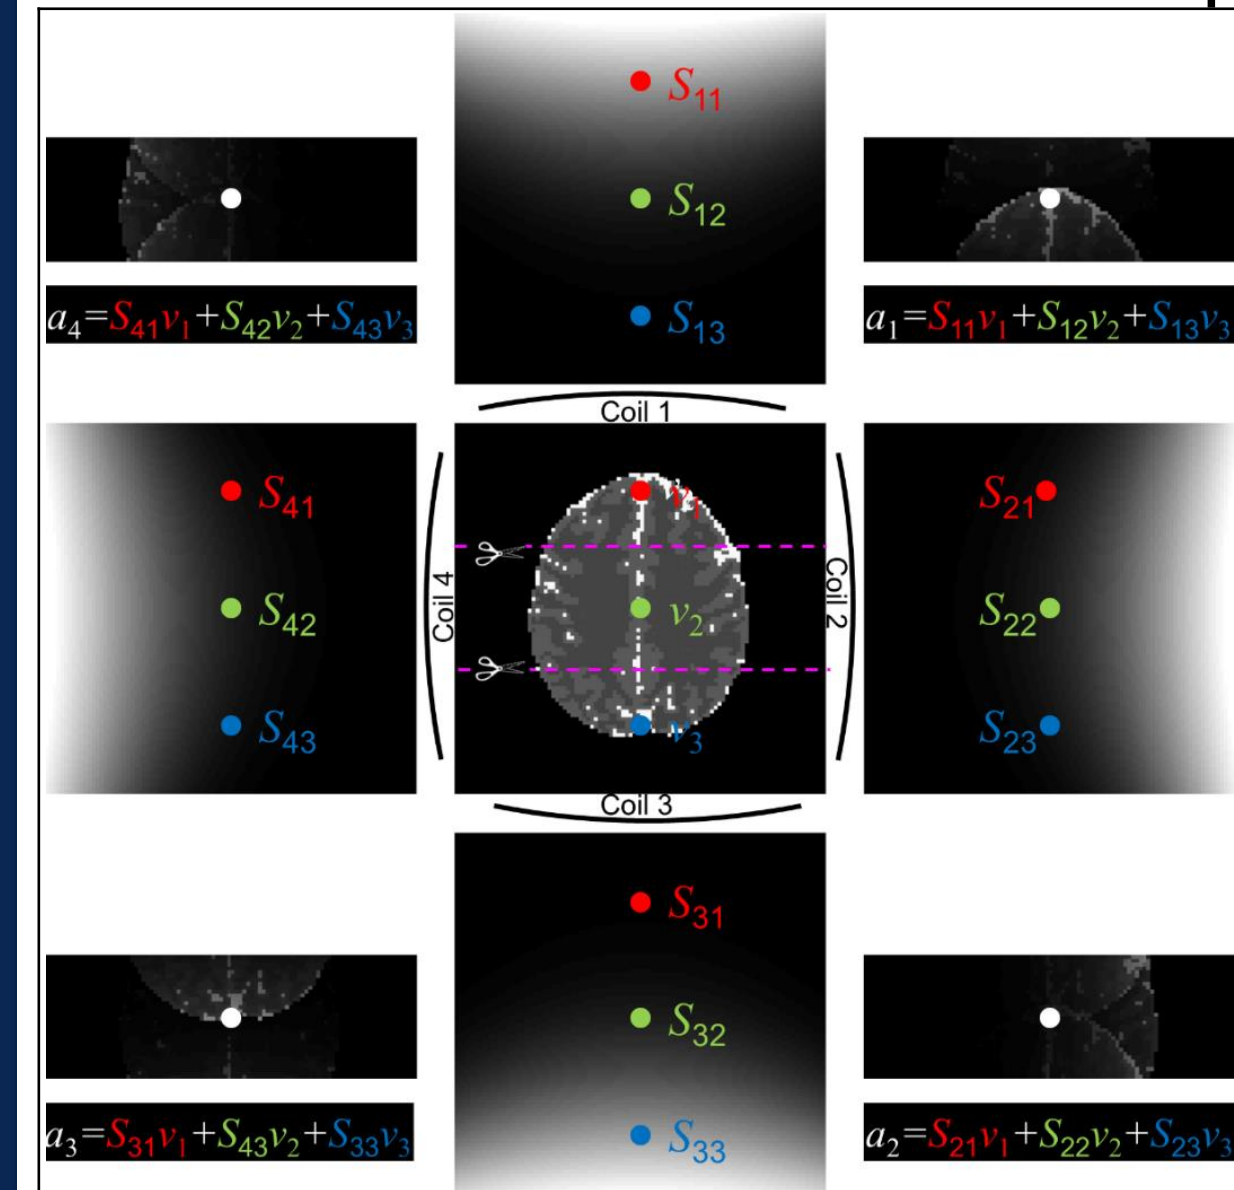 S11
S12
S13
a4=S41v1+S42v2+S43v3
a1=S11v1+S12v2+S13v3
Coil 1
S41
S42
S43
Coil 4
v1
v2
v3
Coil 2
S21
S22
S23
Coil 3
S31
S32
S33
a3=S31v1+S43v2+S33v3
a2=S21v1+S22v2+S23v3